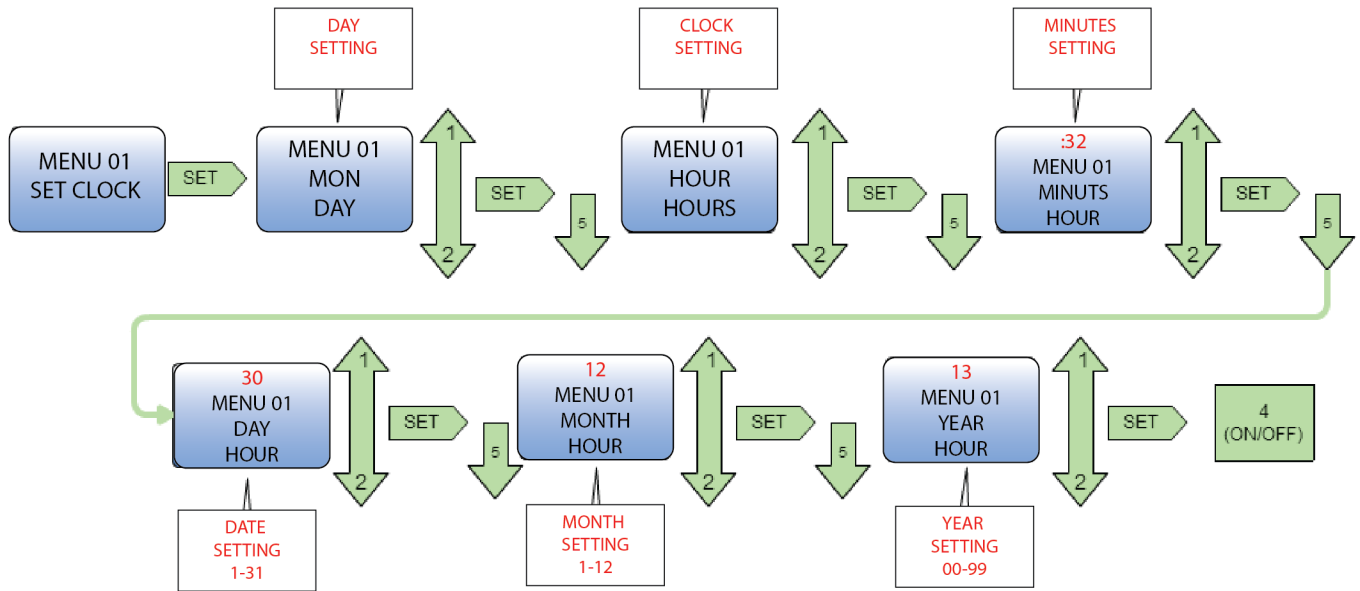 DAY
SETTING
CLOCK
SETTING
MINUTES
SETTING
MENU 01
SET CLOCK
SET
MENU 01
MON
DAY
1
2
SET
5
MENU 01
HOUR
HOURS
1
2
SET
5
:32
MENU 01
MINUTS
HOUR
1
2
SET
5
30
MENU 01
DAY
HOUR
1
2
SET
5
12
MENU 01
MONTH
HOUR
1
2
SET
5
13
MENU 01
YEAR
HOUR
1
2
SET
4
(ON/OFF)
DATE
SETTING
1-31
MONTH
SETTING
1-12
YEAR
SETTING
00-99